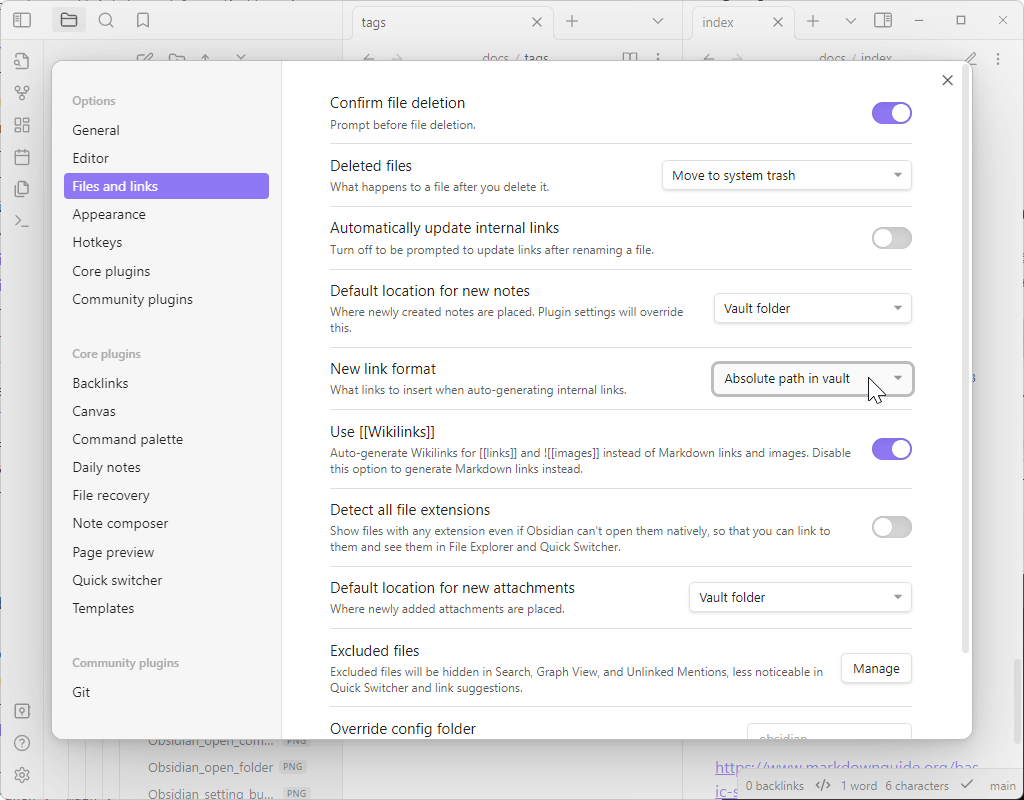 tags
index
docs / tags
docs / index
Options
General
Editor
Files and links
Appearance
Hotkeys
Core plugins
Community plugins
Core plugins
Backlinks
Canvas
Command palette
Daily notes
File recovery
Note composer
Page preview
Quick switcher
Templates
Community plugins
Git
Confirm file deletion
Prompt before file deletion.
Deleted files
What happens to a file after you delete it.
Move to system trash
Automatically update internal links
Turn off to be prompted to update links after renaming a file.
Default location for new notes
Where newly created notes are placed. Plugin settings will override
this.
Vault folder
New link format
What links to insert when auto-generating internal links.
Absolute path in vault
Use [[Wikilinks]]
Auto-generate Wikilinks for [[links]] and ![[images]] instead of Markdown links and images. Disable
this option to generate Markdown links instead.
Detect all file extensions
Show files with any extension even if Obsidian can't open them natively, so that you can link to
them and see them in File Explorer and Quick Switcher.
Default location for new attachments
Where newly added attachments are placed.
Vault folder
Excluded files
Excluded files will be hidden in Search, Graph View, and Unlinked Mentions, less noticeable in
Quick Switcher and link suggestions.
Manage
Override config folder
.obsidian
Obsidian_open_com... PNG
Obsidian_open_folder PNG
Obsidian_setting_bu... PNG
https://www.markdownguide.org/bas
ic-s
0 backlinks </> 1 word 6 characters main